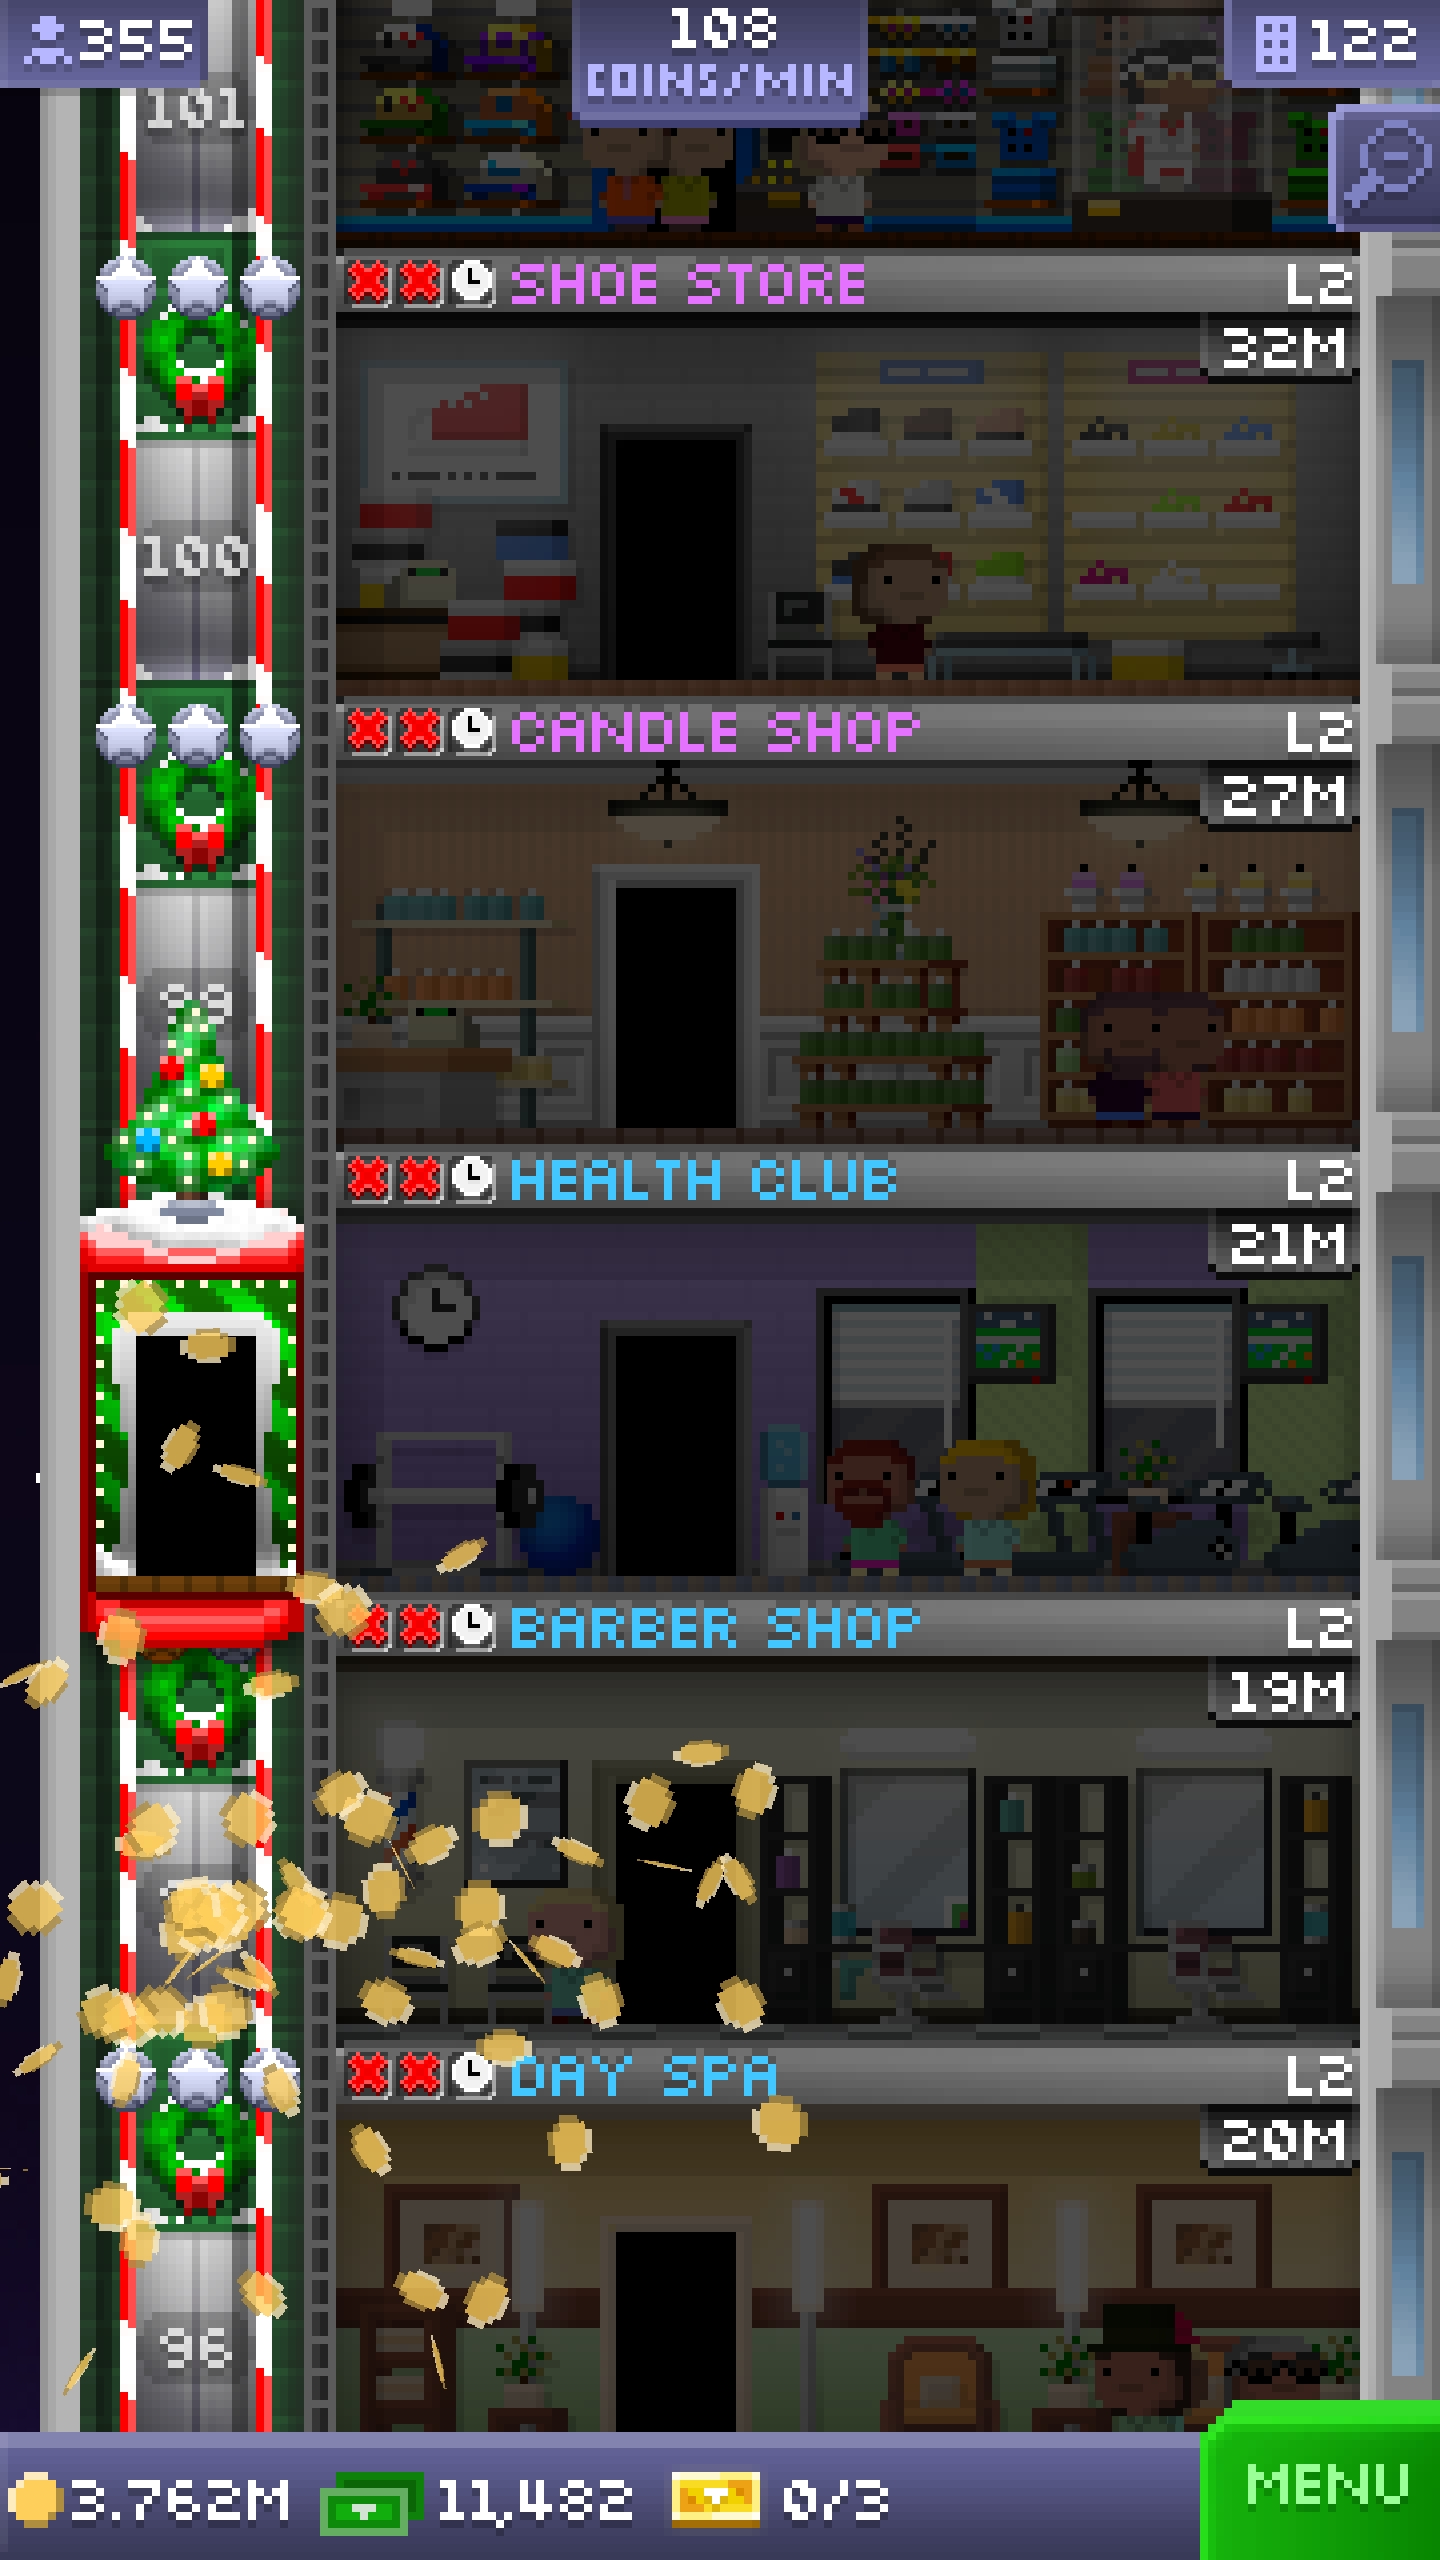 355
108
COINS/MIN
122
101
SHOE STORE L2
32M
100
CANDLE SHOP L2
27M
99
HEALTH CLUB L2
21M
BARBER SHOP L2
19M
DAY SPA L2
20M
96
3.762M 11,482 0/3
MENU